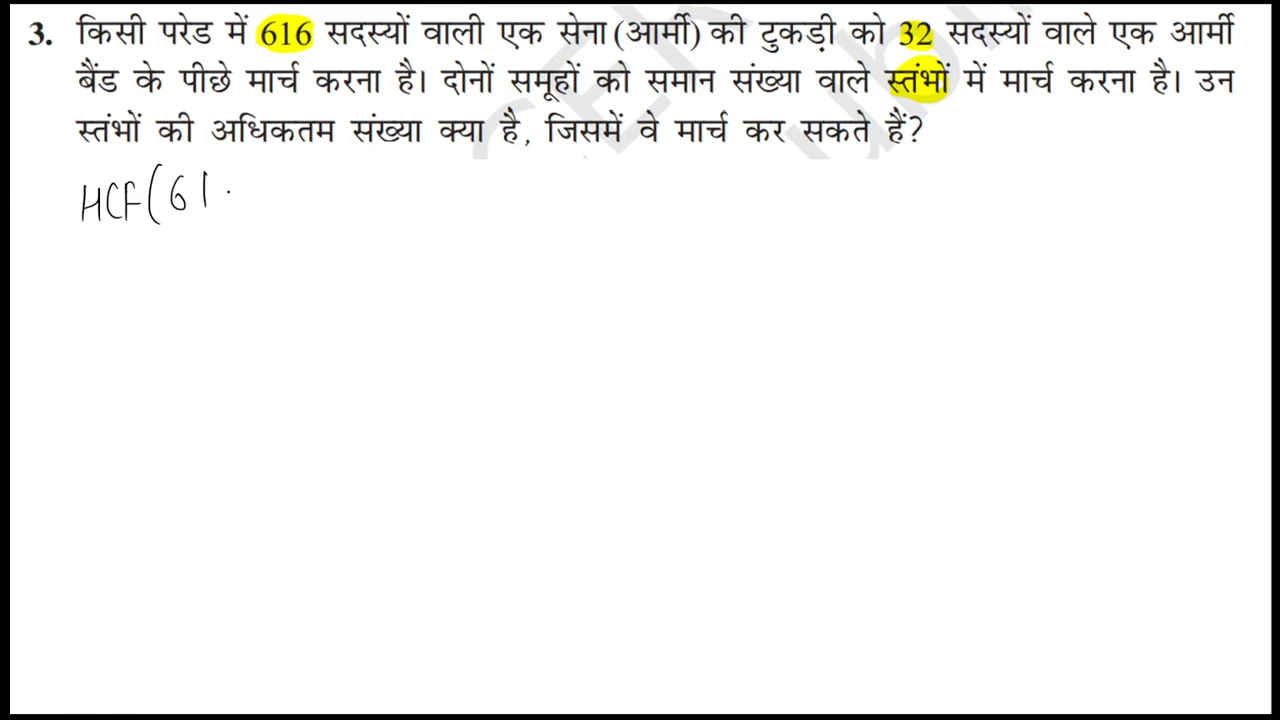 3. किसी परेड में 616 सदस्यों वाली एक सेना (आर्मी) की टुकड़ी को 32 सदस्यों वाले एक आर्मी
बैंड के पीछे मार्च करना है। दोनों समूहों को समान संख्या वाले स्तंभों में मार्च करना है। उन
स्तंभों की अधिकतम संख्या क्या है, जिसमें वे मार्च कर सकते हैं?
HCF(61